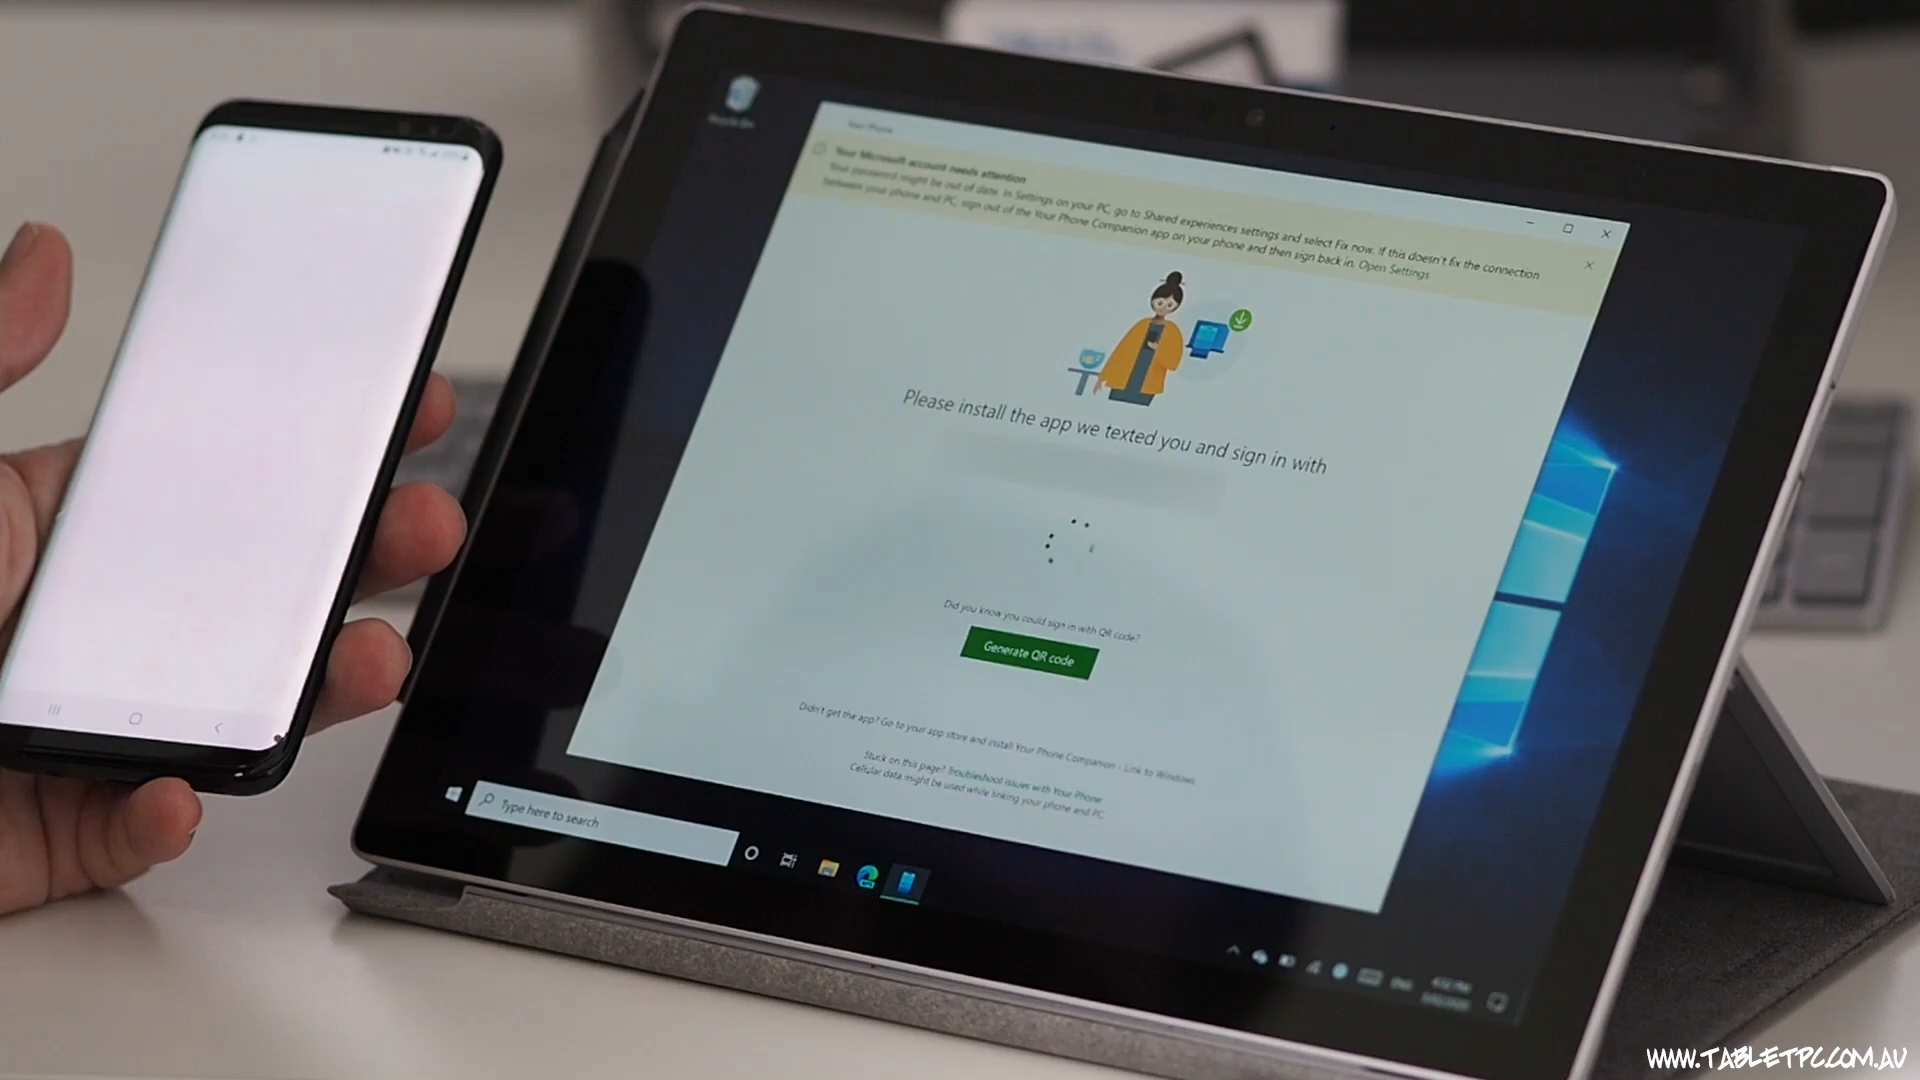 Recycle Bin
Your Phone
Your Microsoft account needs attention
Your password might be out of date. In Settings on your PC, go to Shared experiences settings and select Fix now. If this doesn't fix the connection
between your phone and PC, sign out of the Your Phone Companion app on your phone and then sign back in. Open Settings
Please install the app we texted you and sign in with
Did you know you could sign in with QR code?
Generate QR code
Didn't get the app? Go to your app store and install Your Phone Companion - Link to Windows
Stuck on this page? Troubleshoot issues with Your Phone
Cellular data might be used while linking your phone and PC
Type here to search
ENG
WWW.TABLETPC.COM.AU